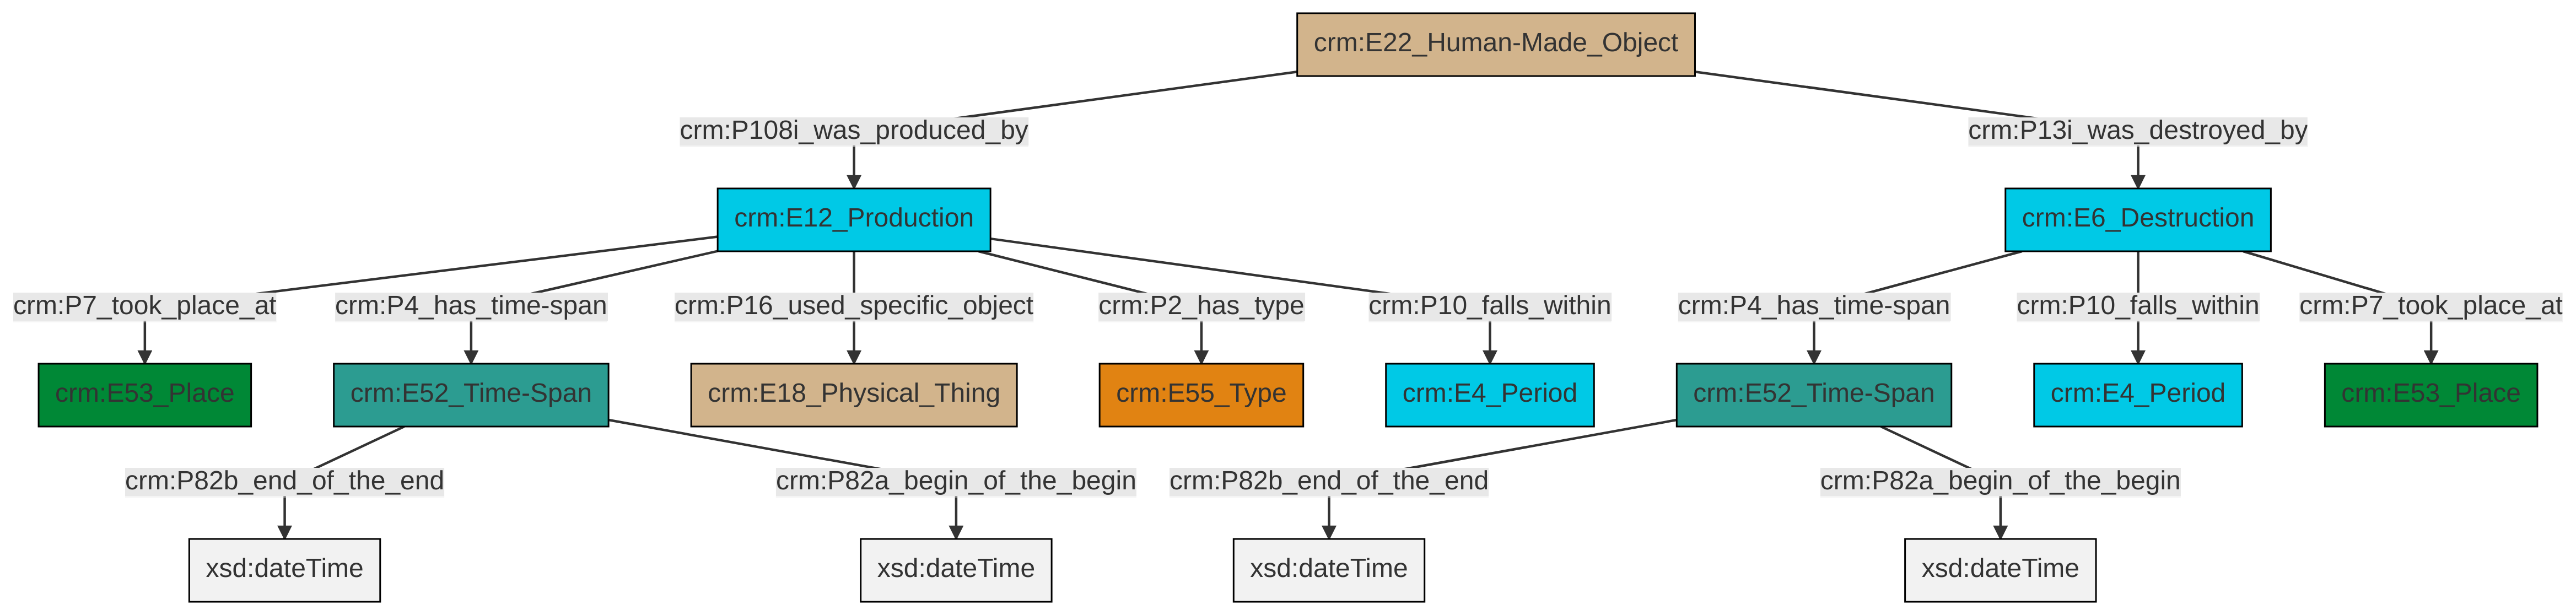 crm:E22_Human-Made_Object
crm:P108i_was_produced_by
crm:P13i_was_destroyed_by
crm:E12_Production
crm:E6_Destruction
crm:P7_took_place_at
crm:P4_has_time-span
crm:P16_used_specific_object
crm:P2_has_type
crm:P10_falls_within
crm:P4_has_time-span
crm:P10_falls_within
crm:P7_took_place_at
crm:E53_Place
crm:E52_Time-Span
crm:E18_Physical_Thing
crm:E55_Type
crm:E4_Period
crm:E52_Time-Span
crm:E4_Period
crm:E53_Place
crm:P82b_end_of_the_end
crm:P82a_begin_of_the_begin
crm:P82b_end_of_the_end
crm:P82a_begin_of_the_begin
xsd:dateTime
xsd:dateTime
xsd:dateTime
xsd:dateTime